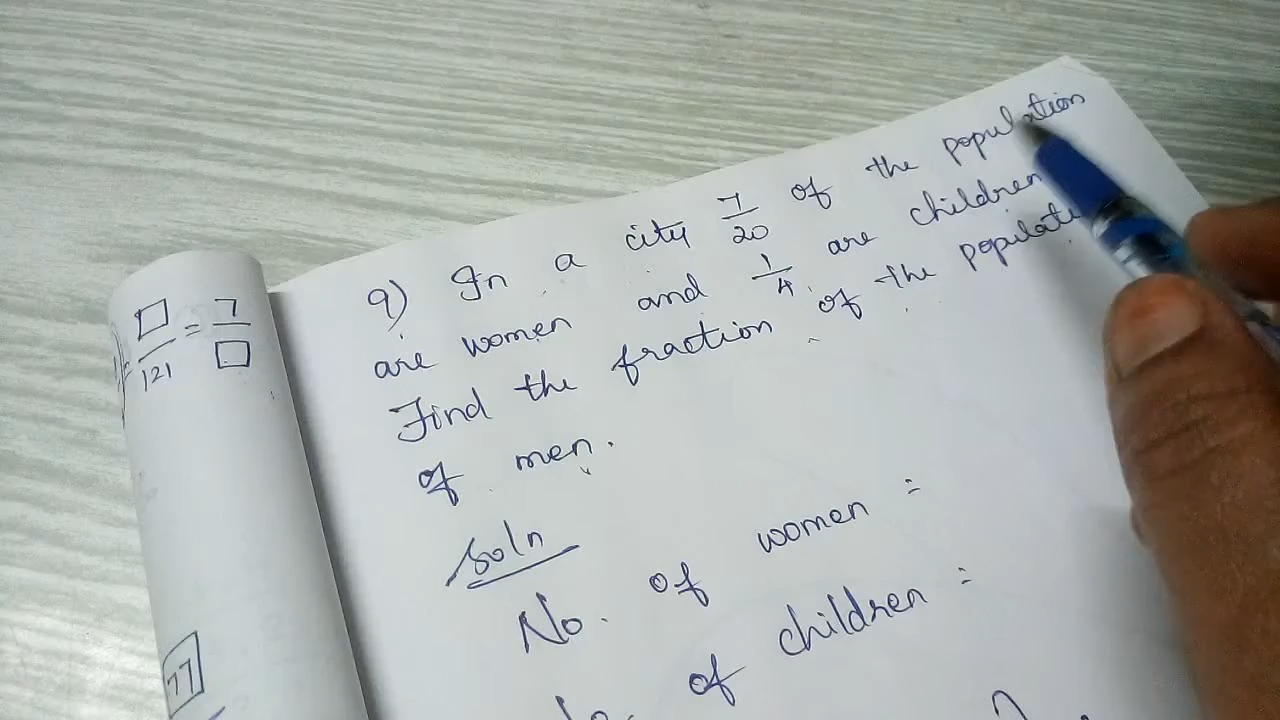 □/121 = 7/□
77
9) In a city 7/20 of the population
are women and 1/4 are children
Find the fraction of the
of men.
Soln
No. of women =
No. of children =